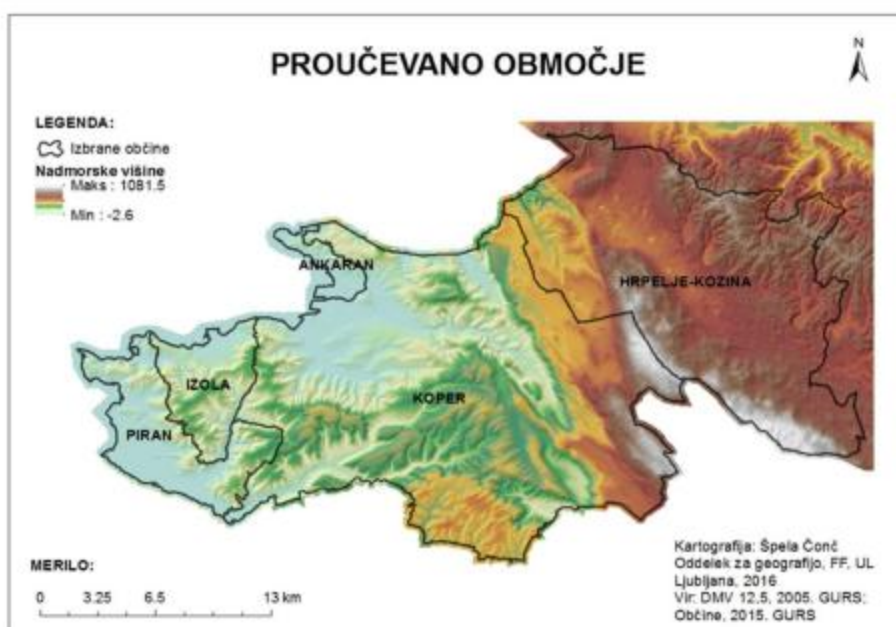 PROUČEVANO OBMOČJE
N
LEGENDA:
Izbrane občine
Nadmorske višine
Maks : 1081.5
Min : -2.6
ANKARAN
HRPELJE-KOZINA
IZOLA
KOPER
PIRAN
MERILO:
0 3.25 6.5 13 km
Kartografija: Špela Čonč
Oddelek za geografijo, FF, UL
Ljubljana, 2016
Vir: DMV 12,5, 2005. GURS;
Občine, 2015. GURS